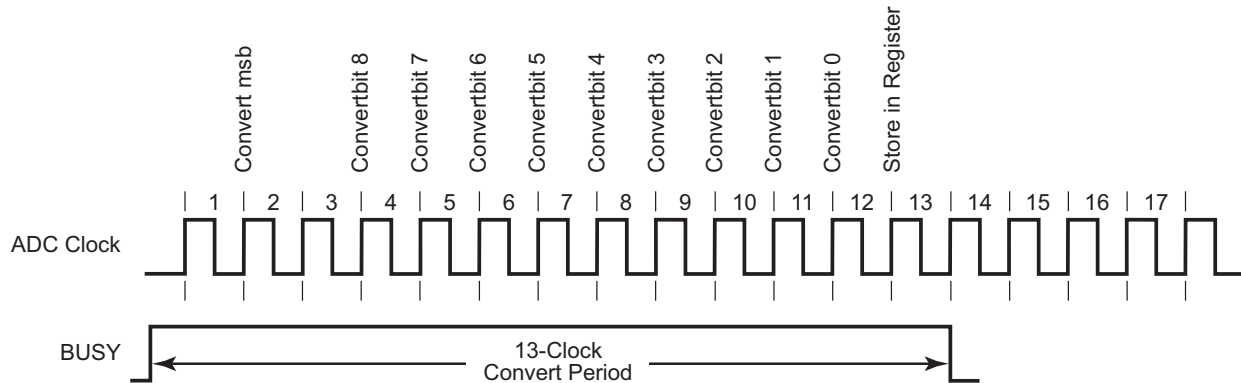 Convert msb
Convertbit 8
Convertbit 7
Convertbit 6
Convertbit 5
Convertbit 4
Convertbit 3
Convertbit 2
Convertbit 1
Convertbit 0
Store in Register
1 2 3 4 5 6 7 8 9 10 11 12 13 14 15 16 17
ADC Clock
BUSY
13-Clock
Convert Period